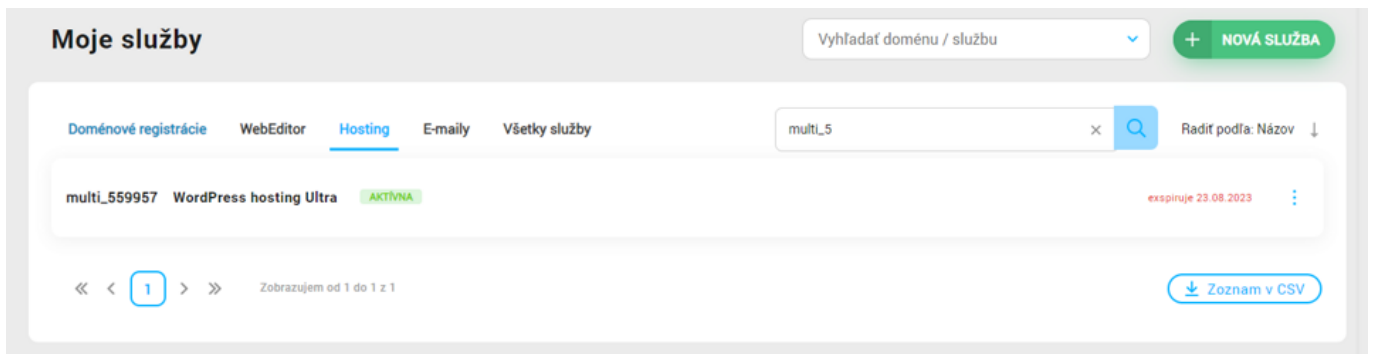 Moje služby
Vyhľadať doménu / službu
+ NOVÁ SLUŽBA
Doménové registrácie WebEditor Hosting E-maily Všetky služby
multi_5 × Radiť podľa: Názov ↓
multi_559957 WordPress hosting Ultra AKTÍVNA exspiruje 23.08.2023
« < 1 > » Zobrazujem od 1 do 1 z 1
Zoznam v CSV